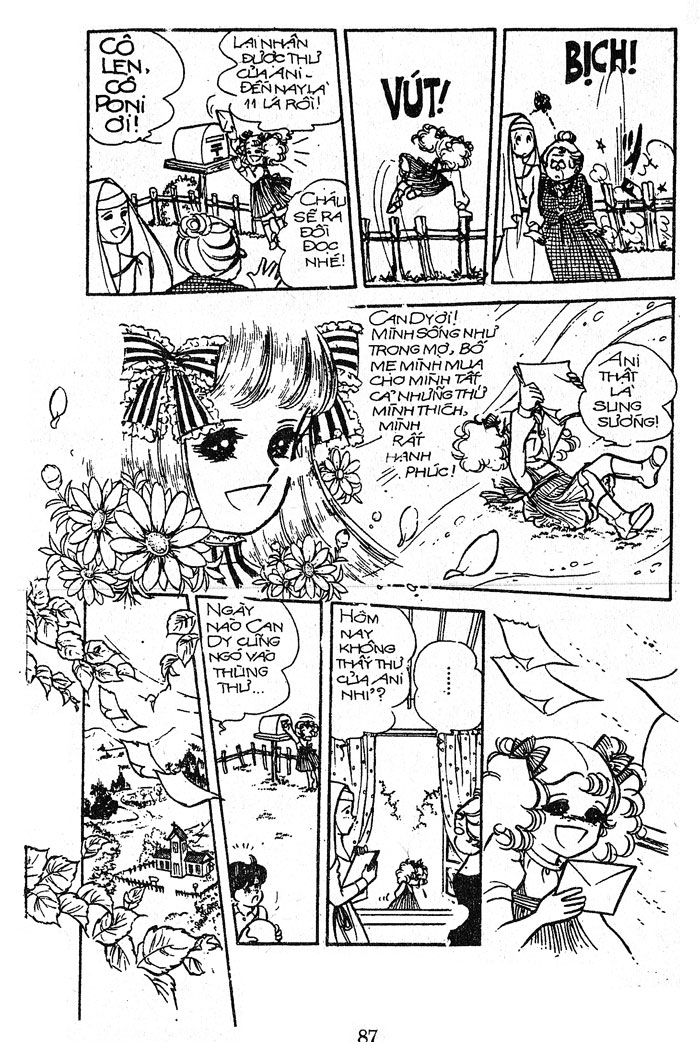 CÔ
LEN,
CÔ
PONI
ƠI!
LẠI NHẬN
ĐƯỢC THƯ
CỦA ANI -
ĐẾN NAY LÀ
11 LÁ RỒI!
CHÁU
SẼ RA
ĐỒI
ĐỌC
NHÉ!
VÚT!
BỊCH!
CANDY ƠI!
MÌNH SỐNG NHƯ
TRONG MƠ, BỐ
MẸ MÌNH MUA
CHO MÌNH TẤT
CẢ NHỮNG THỨ
MÌNH THÍCH,
MÌNH
RẤT
HẠNH
PHÚC!
ANI
THẬT
LÀ
SUNG
SƯỚNG!
NGÀY
NÀO CAN
DY CŨNG
NGÓ VÀO
THÙNG
THƯ...
HÔM
NAY
KHÔNG
THẤY THƯ
CỦA ANI
NHỈ?
........
87